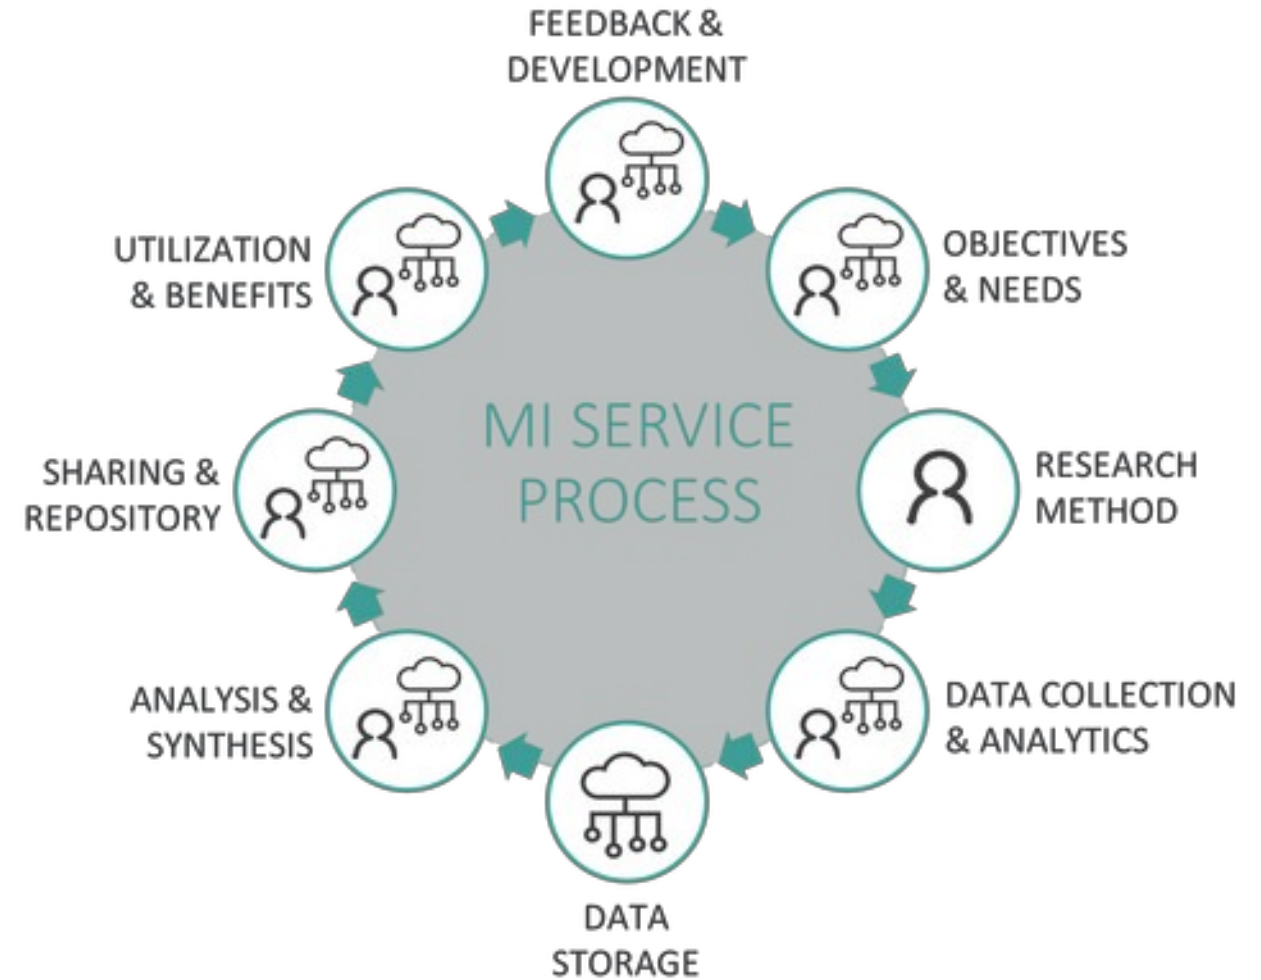 FEEDBACK &
DEVELOPMENT
OBJECTIVES
& NEEDS
RESEARCH
METHOD
DATA COLLECTION
& ANALYTICS
DATA
STORAGE
ANALYSIS &
SYNTHESIS
SHARING &
REPOSITORY
UTILIZATION
& BENEFITS
MI SERVICE
PROCESS